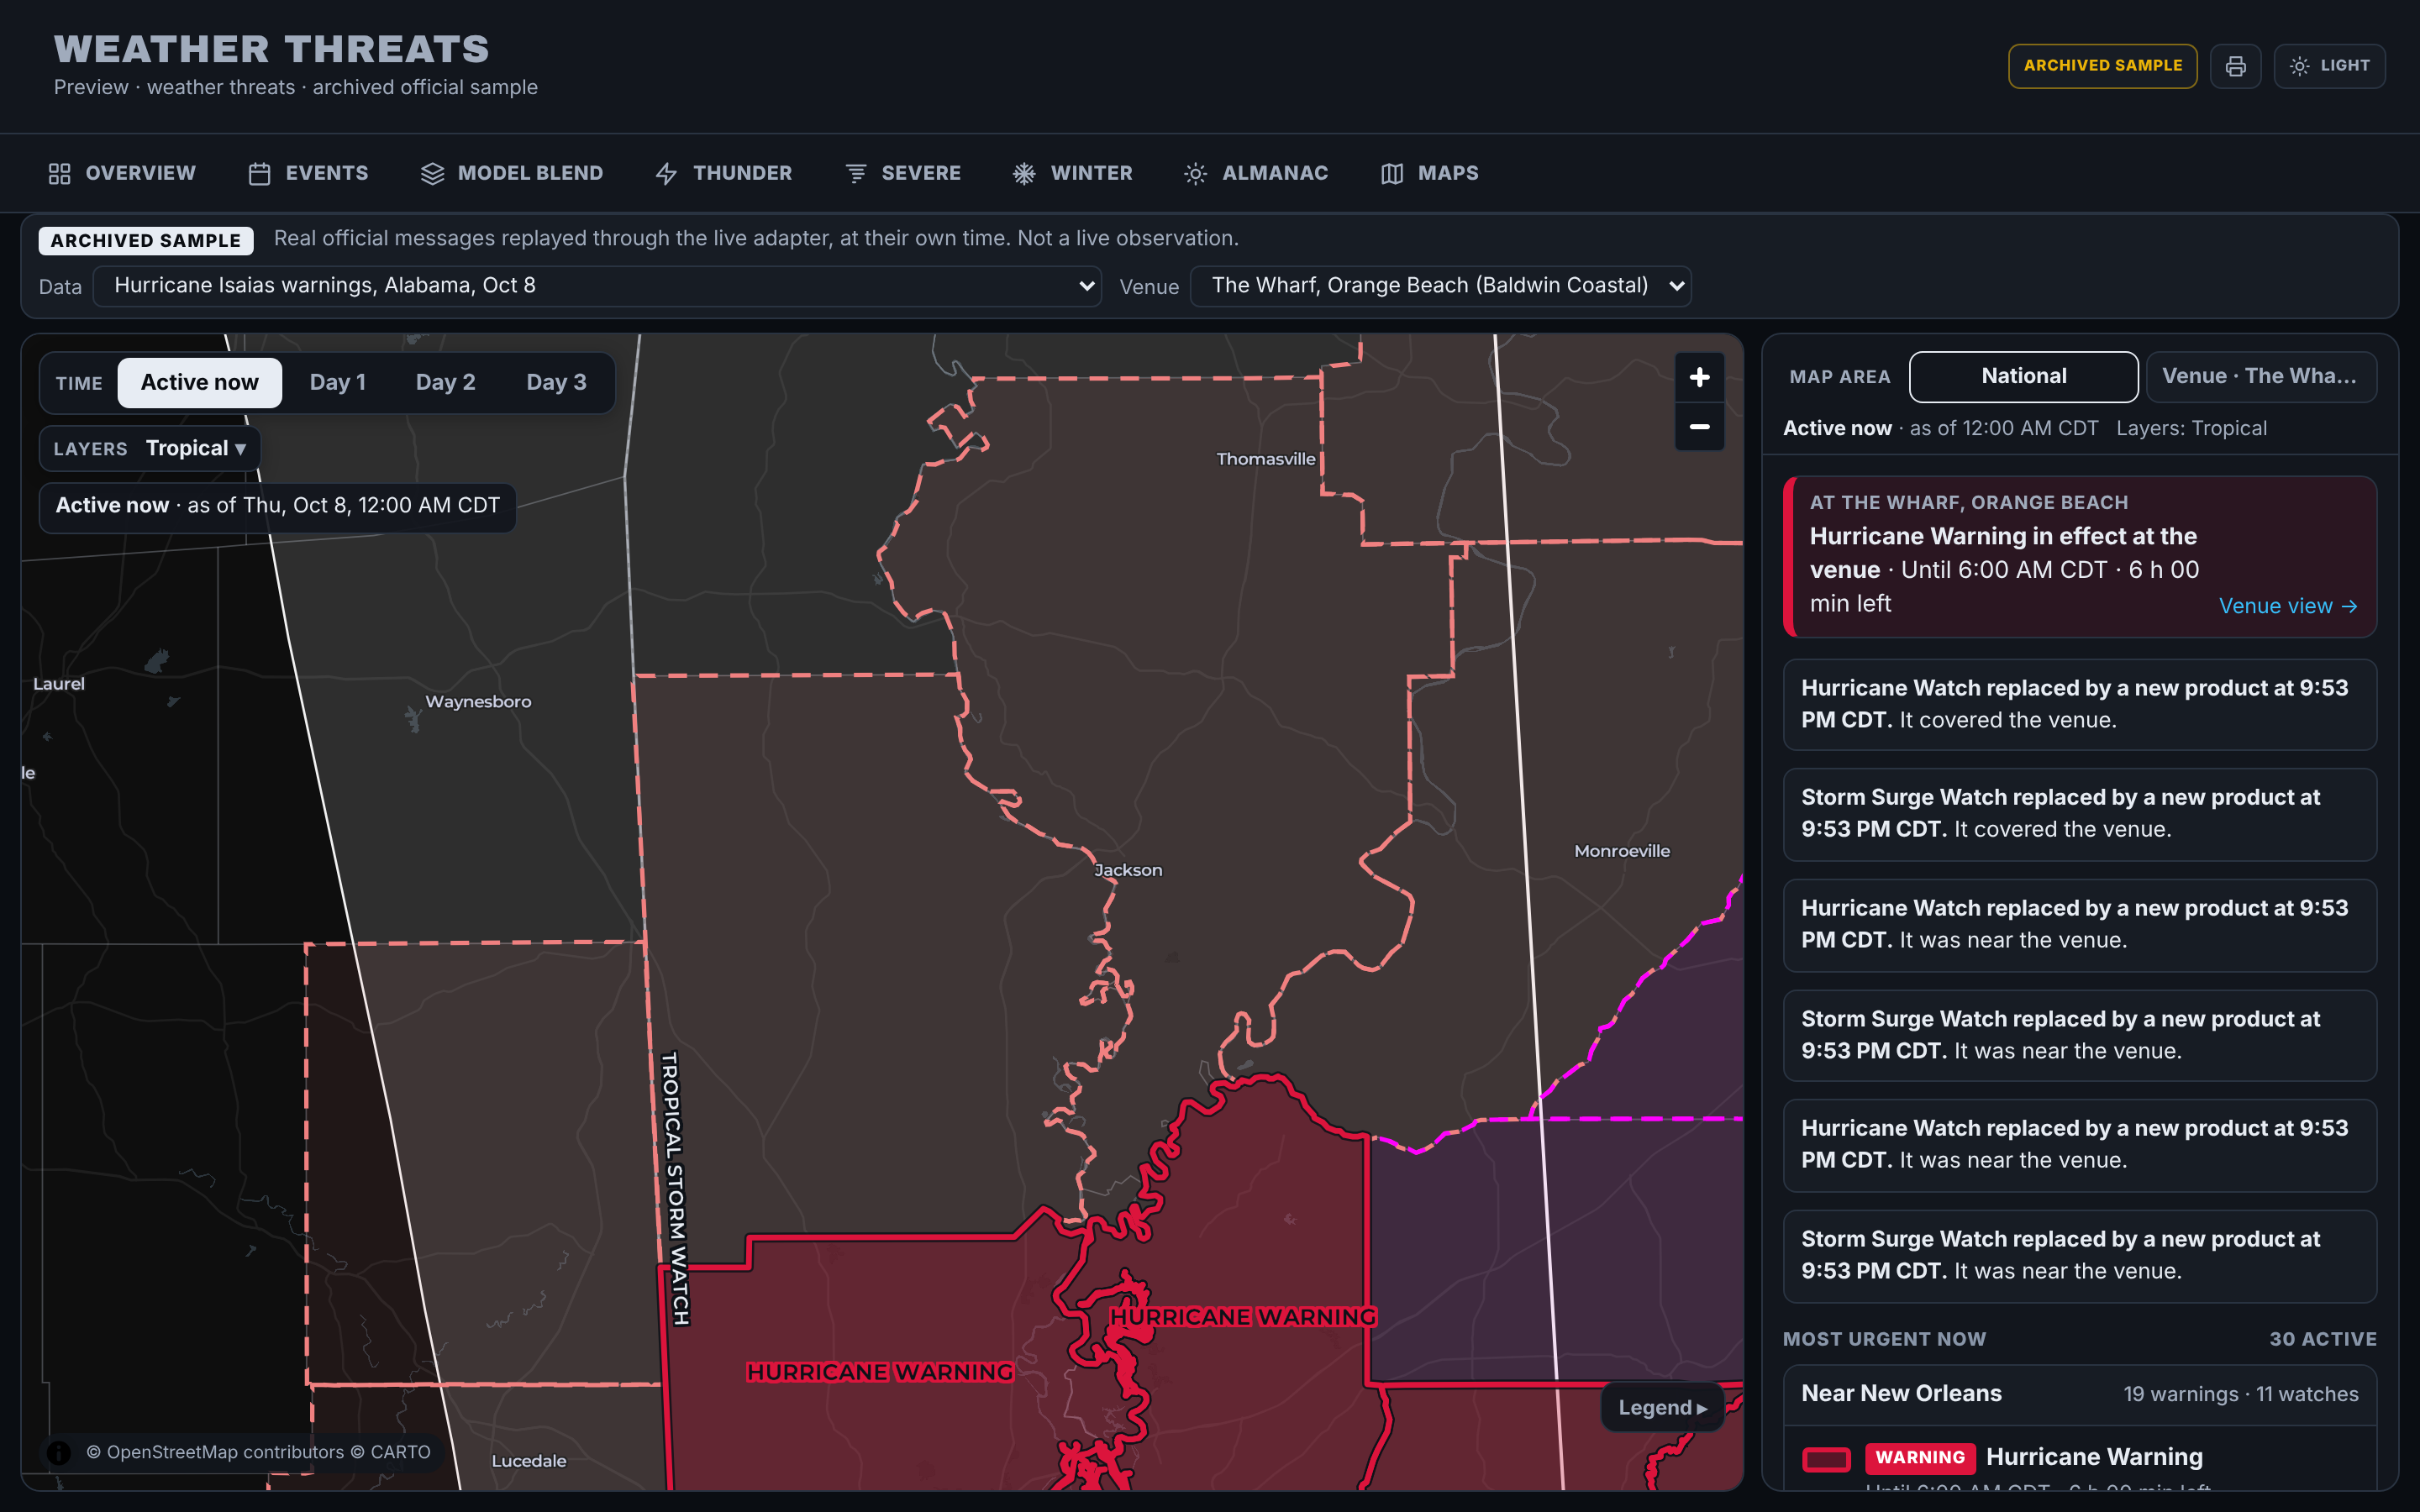 WEATHER THREATS
Preview · weather threats · archived official sample
ARCHIVED SAMPLE
LIGHT
OVERVIEW
EVENTS
MODEL BLEND
THUNDER
SEVERE
WINTER
ALMANAC
MAPS
ARCHIVED SAMPLE Real official messages replayed through the live adapter, at their own time. Not a live observation.
Data Hurricane Isaias warnings, Alabama, Oct 8 Venue The Wharf, Orange Beach (Baldwin Coastal)
TIME Active now Day 1 Day 2 Day 3
LAYERS Tropical ▾
Active now · as of Thu, Oct 8, 12:00 AM CDT
+
−
Thomasville
Laurel
Waynesboro
le
Jackson
Monroeville
TROPICAL STORM WATCH
HURRICANE WARNING
HURRICANE WARNING
Lucedale
Legend ▸
© OpenStreetMap contributors © CARTO
MAP AREA National Venue · The Wha...
Active now · as of 12:00 AM CDT Layers: Tropical
AT THE WHARF, ORANGE BEACH
Hurricane Warning in effect at the
venue · Until 6:00 AM CDT · 6 h 00
min left
Venue view →
Hurricane Watch replaced by a new product at 9:53
PM CDT. It covered the venue.
Storm Surge Watch replaced by a new product at
9:53 PM CDT. It covered the venue.
Hurricane Watch replaced by a new product at 9:53
PM CDT. It was near the venue.
Storm Surge Watch replaced by a new product at
9:53 PM CDT. It was near the venue.
Hurricane Watch replaced by a new product at 9:53
PM CDT. It was near the venue.
Storm Surge Watch replaced by a new product at
9:53 PM CDT. It was near the venue.
MOST URGENT NOW 30 ACTIVE
Near New Orleans 19 warnings · 11 watches
WARNING Hurricane Warning
Until 6:00 AM CDT · 6 h 00 min left